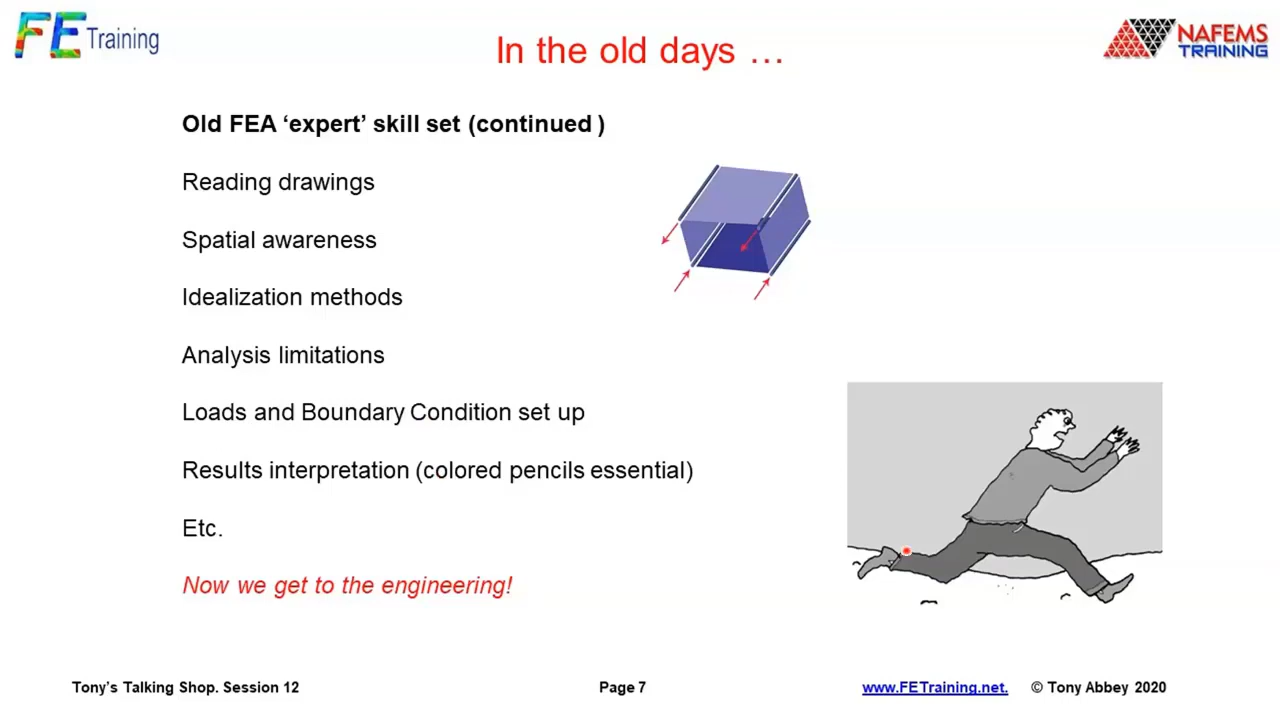 FE Training
In the old days …
NAFEMS
TRAINING
Old FEA ‘expert’ skill set (continued )
Reading drawings
Spatial awareness
Idealization methods
Analysis limitations
Loads and Boundary Condition set up
Results interpretation (colored pencils essential)
Etc.
Now we get to the engineering!
Tony’s Talking Shop. Session 12
Page 7
www.FETraining.net.
© Tony Abbey 2020